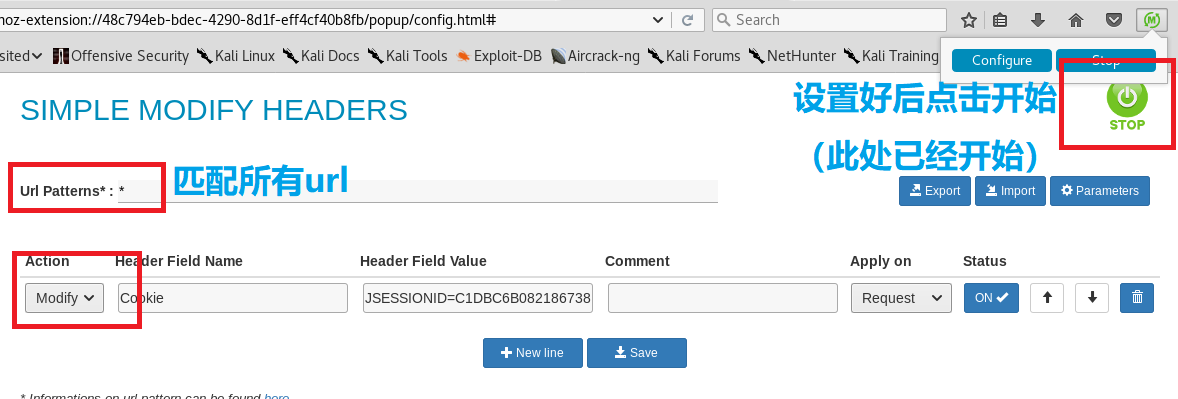 noz-extension://48c794eb-bdec-4290-8d1f-eff4cf40b8fb/popup/config.html#
Search
sited
Offensive Security
Kali Linux
Kali Docs
Kali Tools
Exploit-DB
Aircrack-ng
Kali Forums
NetHunter
Kali Training
Configure
Stop
SIMPLE MODIFY HEADERS
设置好后点击开始
STOP
（此处已经开始）
Url Patterns* : *
匹配所有url
Export
Import
Parameters
Action Header Field Name Header Field Value Comment Apply on Status
Modify Cookie JSESSIONID=C1DBC6B082186738 Request ON
New line
Save
* Informations on url pattern can be found here